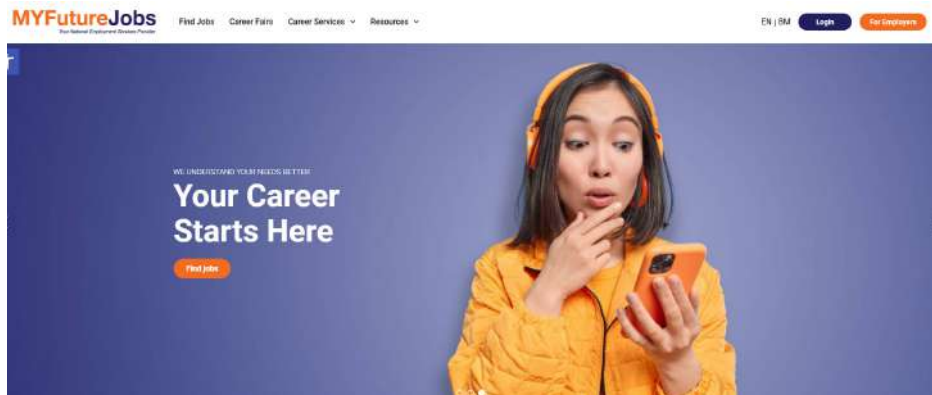 MYFutureJobs
Your National Employment Services Provider
Find Jobs Career Fairs Career Services Resources
EN | BM Login For Employers
WE UNDERSTAND YOUR NEEDS BETTER
Your Career
Starts Here
Find jobs